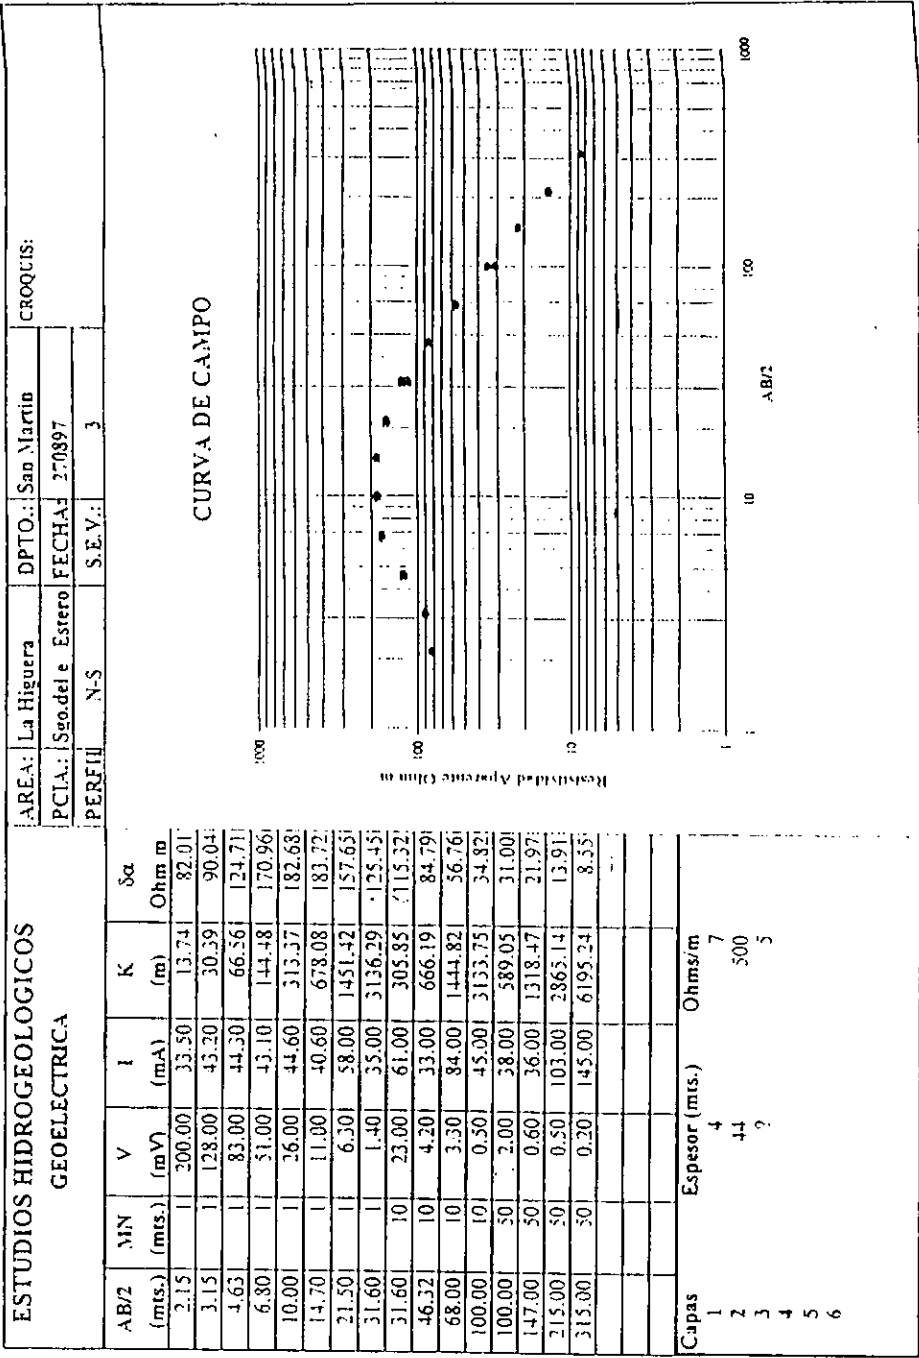 ESTUDIOS HIDROGEOLOGICOS
GEOELECTRICA
AREA: La Higuera DPTO.: San Martin CROQUIS:
PCIA.: Sgo.del e Estero FECHA: 270897
PERFIL N-S S.E.V.: 3
AB/2 MN V I K δα
(mts.) (mts.) (mV) (mA) (m) Ohm m
2.15 1 200.00 33.50 13.74 82.01
3.15 1 128.00 43.20 30.39 90.04
4.63 1 83.00 44.30 66.56 124.71
6.80 1 51.00 43.10 144.48 170.96
10.00 1 26.00 44.60 313.37 182.68
14.70 1 11.00 40.60 678.08 183.72
21.50 1 6.30 58.00 1451.42 157.65
31.60 1 1.40 35.00 3136.29 125.45
31.60 10 23.00 61.00 305.85 115.32
46.32 10 4.20 33.00 666.19 84.79
68.00 10 3.30 84.00 1444.82 56.76
100.00 10 0.50 45.00 3133.75 34.82
100.00 50 2.00 38.00 589.05 31.00
147.00 50 0.60 36.00 1318.47 21.97
215.00 50 0.50 103.00 2865.14 13.91
315.00 50 0.20 145.00 6195.24 8.55
Capas Espesor (mts.) Ohms/m
1 4 7
2 44 500
3 ? 5
4
5
6
CURVA DE CAMPO
Resistividad Aparente Ohm m
1000
100
10
1
1 10 100 1000
AB/2